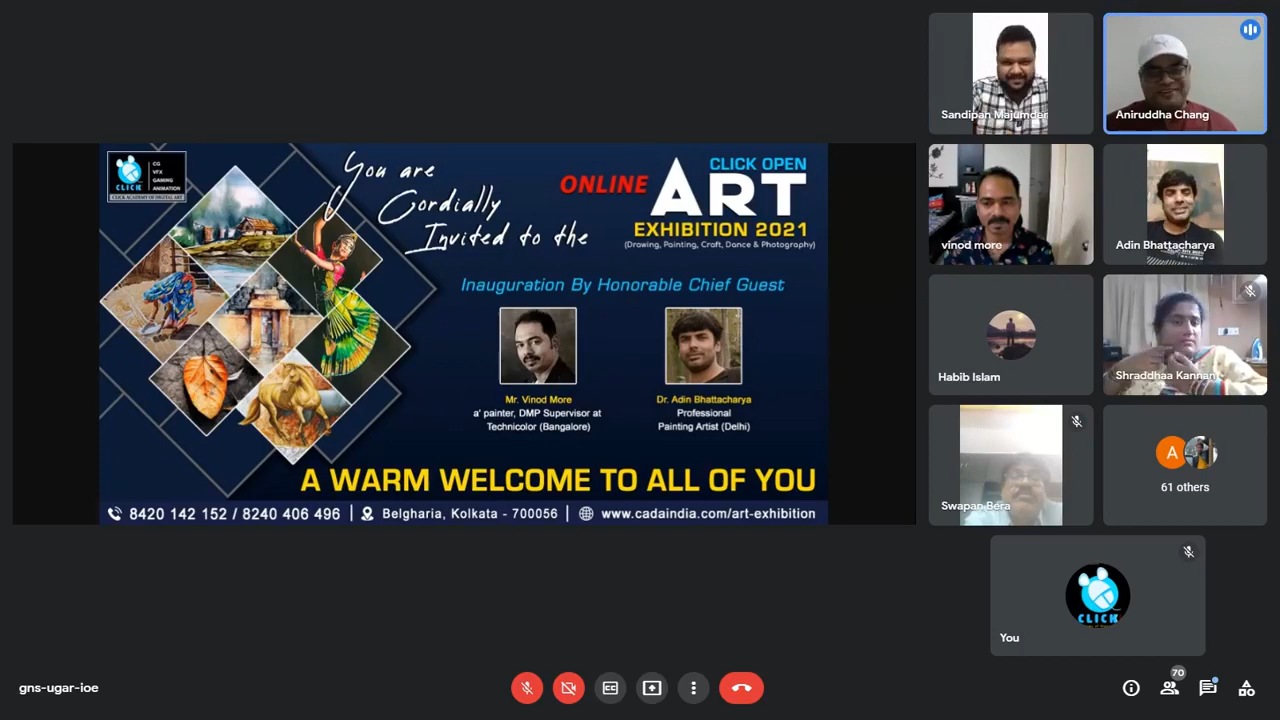 CLICK
CG
VFX
GAMING
ANIMATION
CLICK ACADEMY OF DIGITAL ART
You are
Cordially
Invited to the
CLICK OPEN
ONLINE ART
EXHIBITION 2021
(Drawing, Painting, Craft, Dance & Photography)
Inauguration By Honorable Chief Guest
Mr. Vinod More
a' painter, DMP Supervisor at
Technicolor (Bangalore)
Dr. Adin Bhattacharya
Professional
Painting Artist (Delhi)
A WARM WELCOME TO ALL OF YOU
8420 142 152 / 8240 406 496 | Belgharia, Kolkata - 700056 | www.cadaindia.com/art-exhibition
Sandipan Majumder
Aniruddha Chang
vinod more
Adin Bhattacharya
Habib Islam
Shraddhaa Kannan
Swapan Bera
A
61 others
CLICK
You
gns-ugar-ioe
CC
70